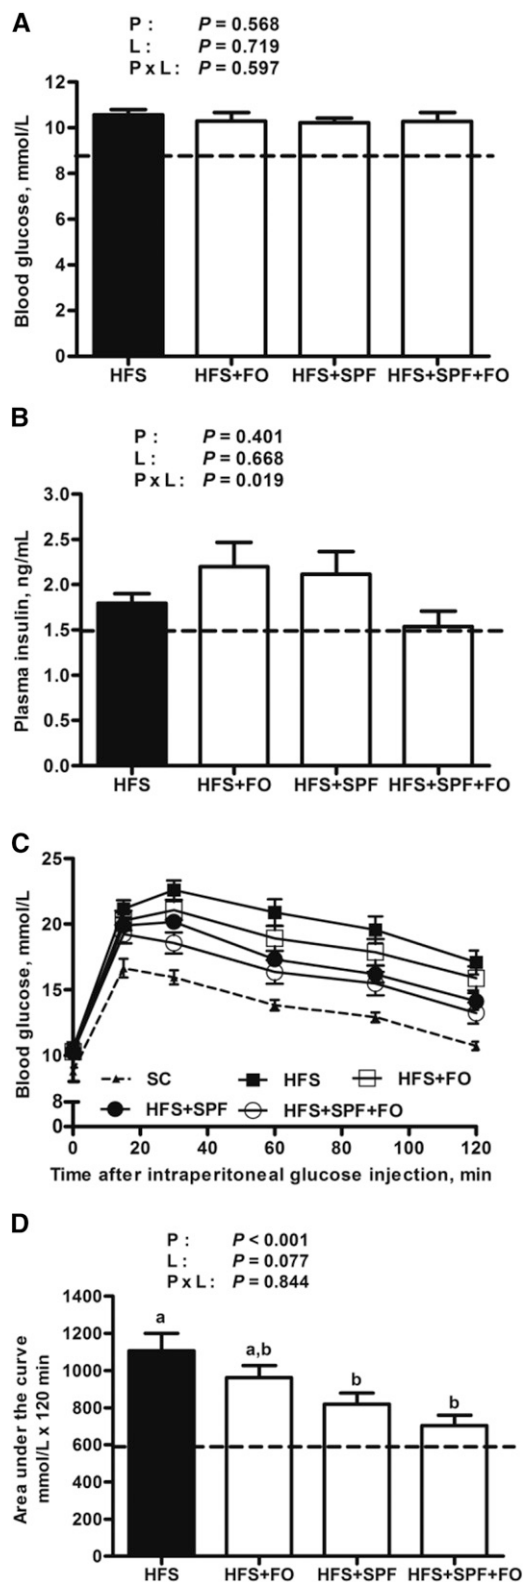 A
P : P = 0.568
L : P = 0.719
P x L : P = 0.597
Blood glucose, mmol/L
12
10
8
6
4
2
0
HFS HFS+FO HFS+SPF HFS+SPF+FO
B
P : P = 0.401
L : P = 0.668
P x L : P = 0.019
Plasma insulin, ng/mL
3.0
2.5
2.0
1.5
1.0
0.5
0.0
HFS HFS+FO HFS+SPF HFS+SPF+FO
C
Blood glucose, mmol/L
25
20
15
10
8
0
SC HFS HFS+FO
HFS+SPF HFS+SPF+FO
0 20 40 60 80 100 120
Time after intraperitoneal glucose injection, min
D
P : P < 0.001
L : P = 0.077
P x L : P = 0.844
Area under the curve
mmol/L x 120 min
1400
1200
1000
800
600
400
200
0
a a,b b b
HFS HFS+FO HFS+SPF HFS+SPF+FO